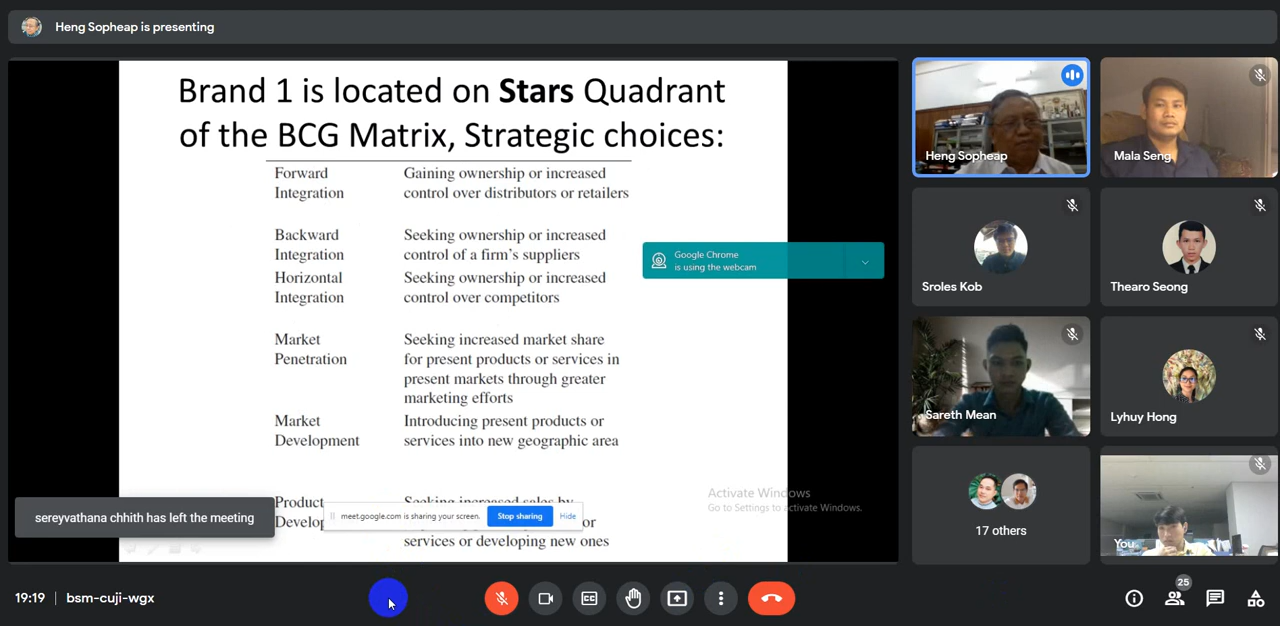 Heng Sopheap is presenting
Brand 1 is located on Stars Quadrant
of the BCG Matrix, Strategic choices:
Forward Integration
Gaining ownership or increased
control over distributors or retailers
Backward Integration
Seeking ownership or increased
control of a firm's suppliers
Horizontal Integration
Seeking ownership or increased
control over competitors
Market Penetration
Seeking increased market share
for present products or services in
present markets through greater
marketing efforts
Market Development
Introducing present products or
services into new geographic area
Product
Seeking increased sales by
or
services or developing new ones
Google Chrome
is using the webcam
Activate Windows
Go to Settings to activate Windows.
meet.google.com is sharing your screen.
Stop sharing
Hide
sereyvathana chhith has left the meeting
Heng Sopheap
Mala Seng
Sroles Kob
Thearo Seong
Sareth Mean
Lyhuy Hong
17 others
You
19:19
bsm-cuji-wgx
CC
25